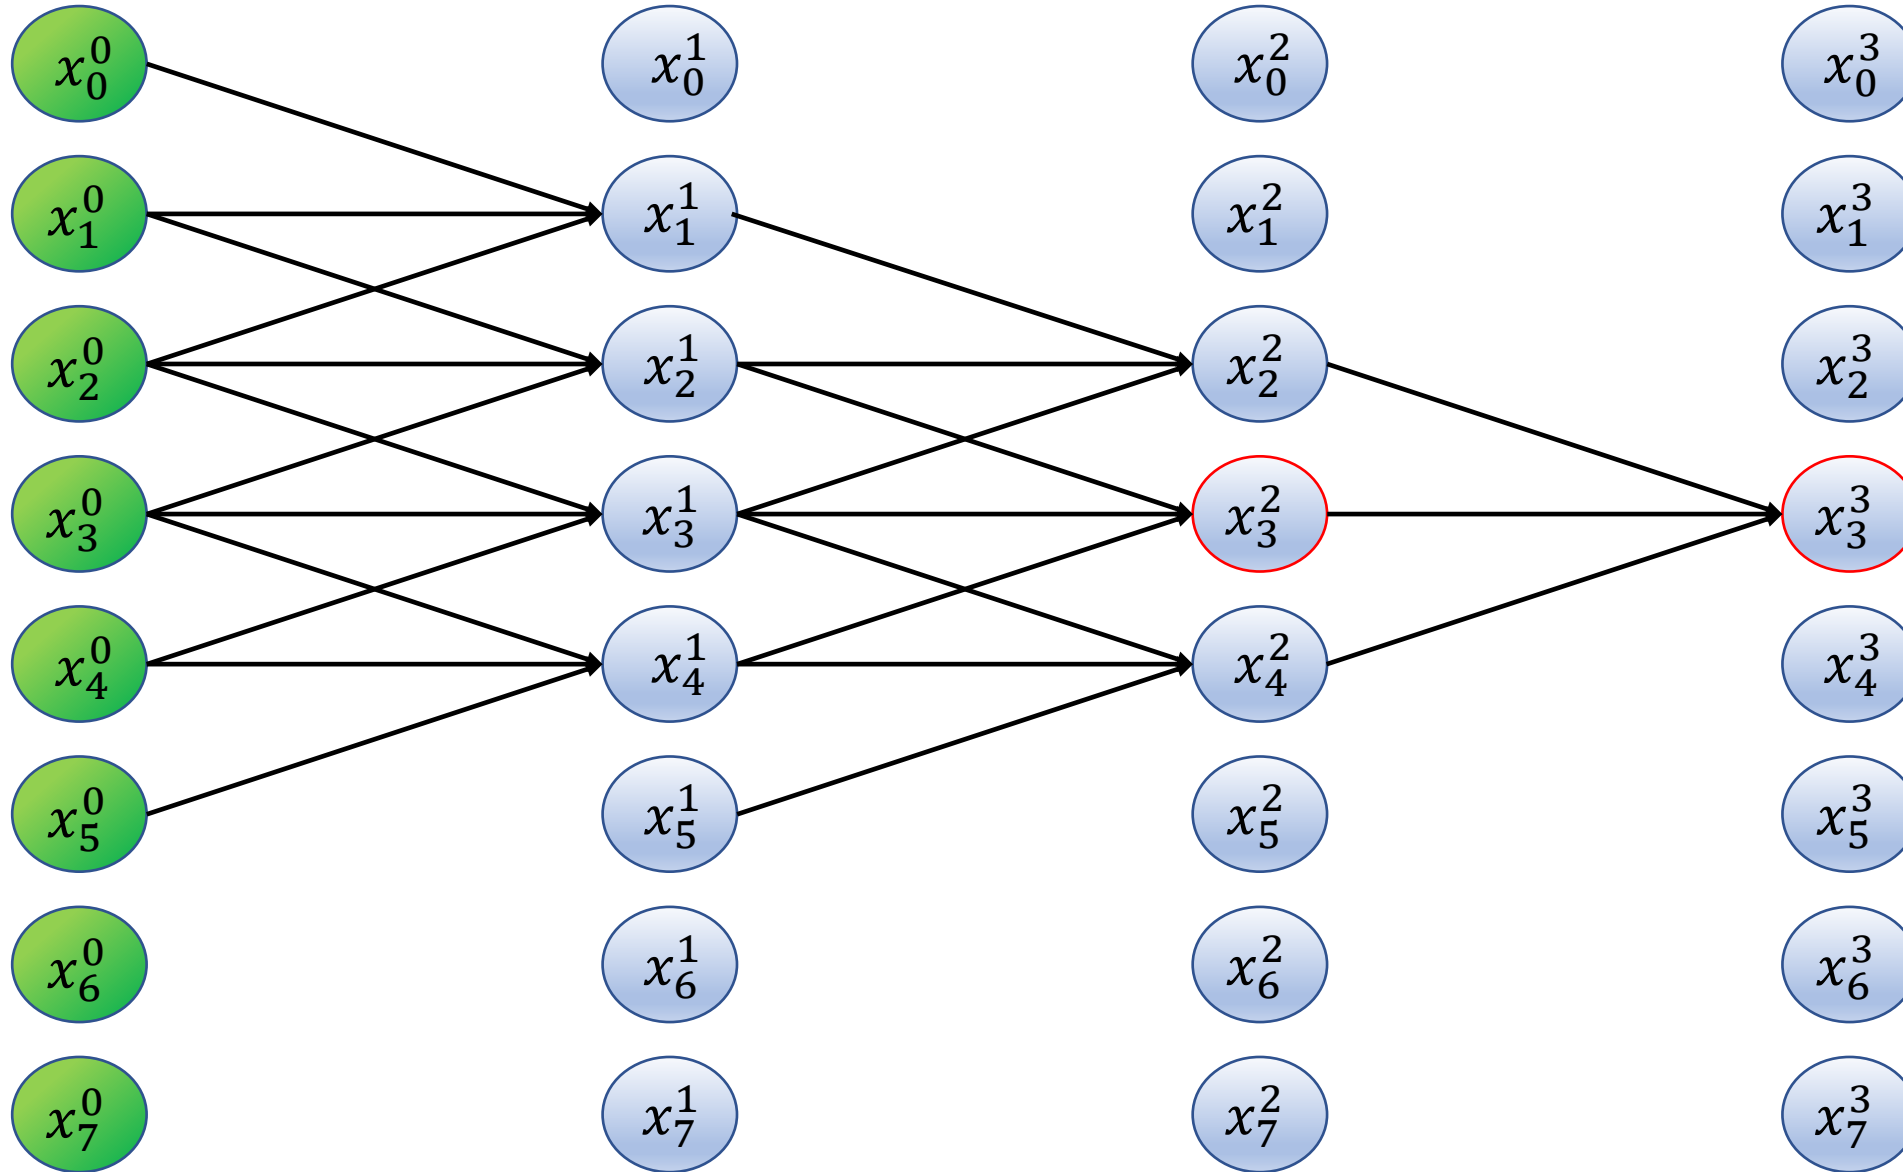 x_0^0 x_0^1 x_0^2 x_0^3
x_1^0 x_1^1 x_1^2 x_1^3
x_2^0 x_2^1 x_2^2 x_2^3
x_3^0 x_3^1 x_3^2 x_3^3
x_4^0 x_4^1 x_4^2 x_4^3
x_5^0 x_5^1 x_5^2 x_5^3
x_6^0 x_6^1 x_6^2 x_6^3
x_7^0 x_7^1 x_7^2 x_7^3